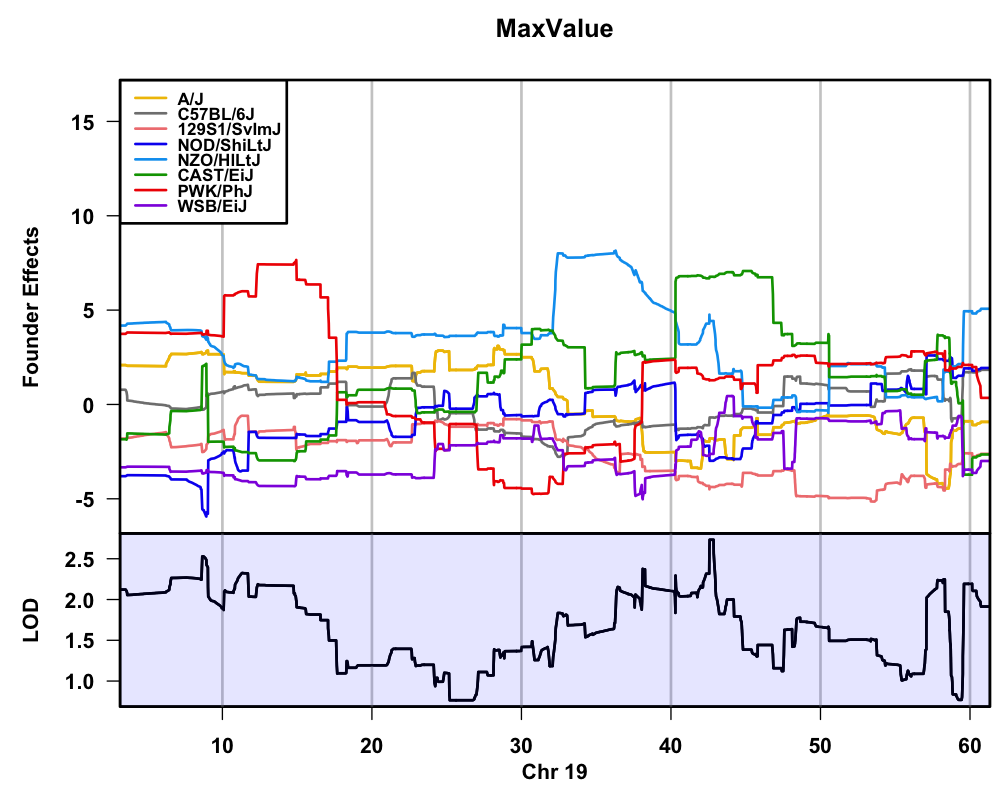 MaxValue
A/J
C57BL/6J
129S1/SvImJ
NOD/ShiLtJ
NZO/HlLtJ
CAST/EiJ
PWK/PhJ
WSB/EiJ
Founder Effects
15
10
5
0
-5
LOD
2.5
2.0
1.5
1.0
10 20 30 40 50 60
Chr 19